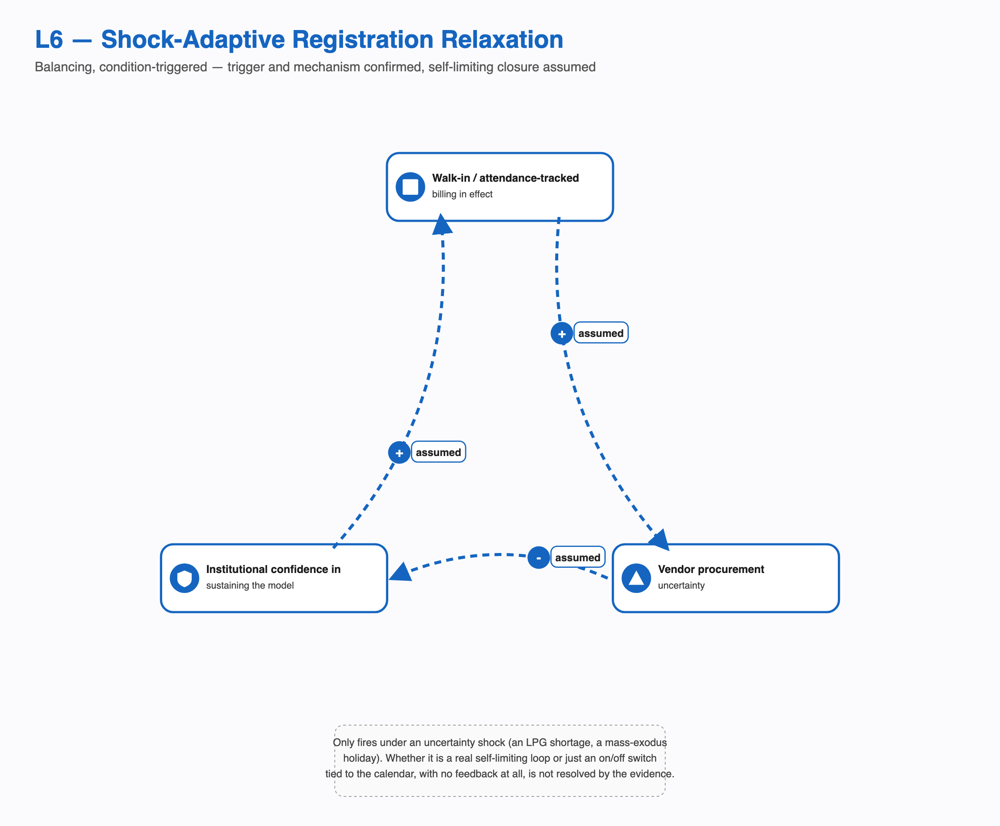 L6 — Shock-Adaptive Registration Relaxation
Balancing, condition-triggered — trigger and mechanism confirmed, self-limiting closure assumed
Walk-in / attendance-tracked
billing in effect
+ assumed
+ assumed
- assumed
Institutional confidence in
sustaining the model
Vendor procurement
uncertainty
Only fires under an uncertainty shock (an LPG shortage, a mass-exodus
holiday). Whether it is a real self-limiting loop or just an on/off switch
tied to the calendar, with no feedback at all, is not resolved by the evidence.